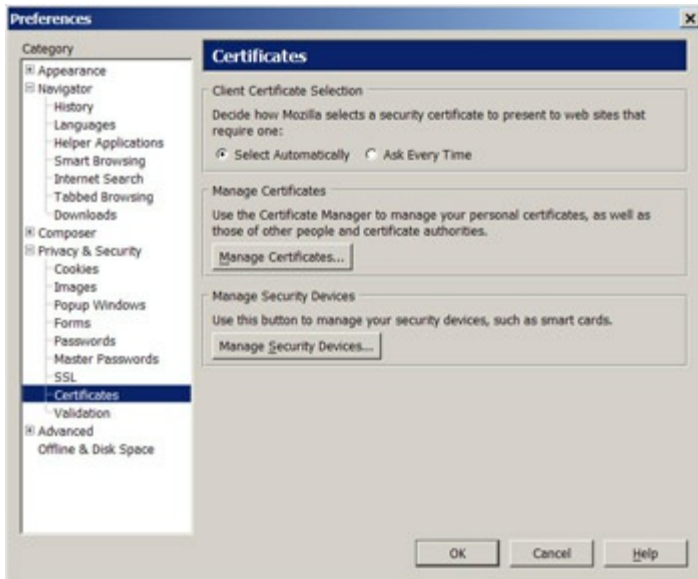 Preferences
Category
Appearance
Navigator
History
Languages
Helper Applications
Smart Browsing
Internet Search
Tabbed Browsing
Downloads
Composer
Privacy & Security
Cookies
Images
Popup Windows
Forms
Passwords
Master Passwords
SSL
Certificates
Validation
Advanced
Offline & Disk Space
Certificates
Client Certificate Selection
Decide how Mozilla selects a security certificate to present to web sites that
require one:
Select Automatically Ask Every Time
Manage Certificates
Use the Certificate Manager to manage your personal certificates, as well as
those of other people and certificate authorities.
Manage Certificates...
Manage Security Devices
Use this button to manage your security devices, such as smart cards.
Manage Security Devices...
OK Cancel Help